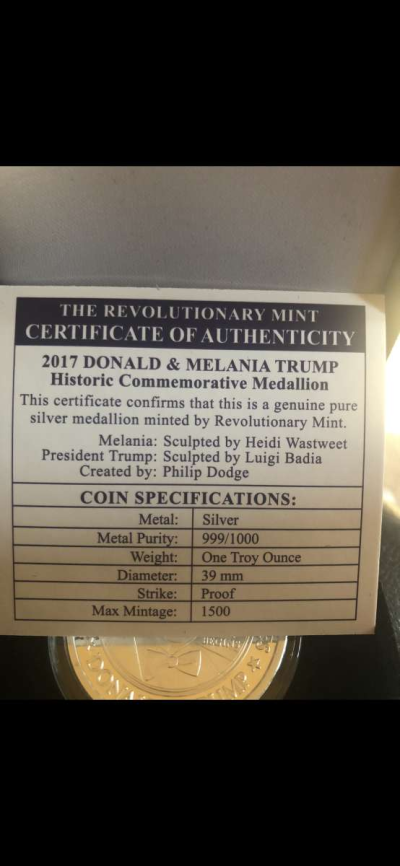 THE REVOLUTIONARY MINT
CERTIFICATE OF AUTHENTICITY
2017 DONALD & MELANIA TRUMP
Historic Commemorative Medallion
This certificate confirms that this is a genuine pure
silver medallion minted by Revolutionary Mint.
Melania: Sculpted by Heidi Wastweet
President Trump: Sculpted by Luigi Badia
Created by: Philip Dodge
COIN SPECIFICATIONS:
Metal: Silver
Metal Purity: 999/1000
Weight: One Troy Ounce
Diameter: 39 mm
Strike: Proof
Max Mintage: 1500